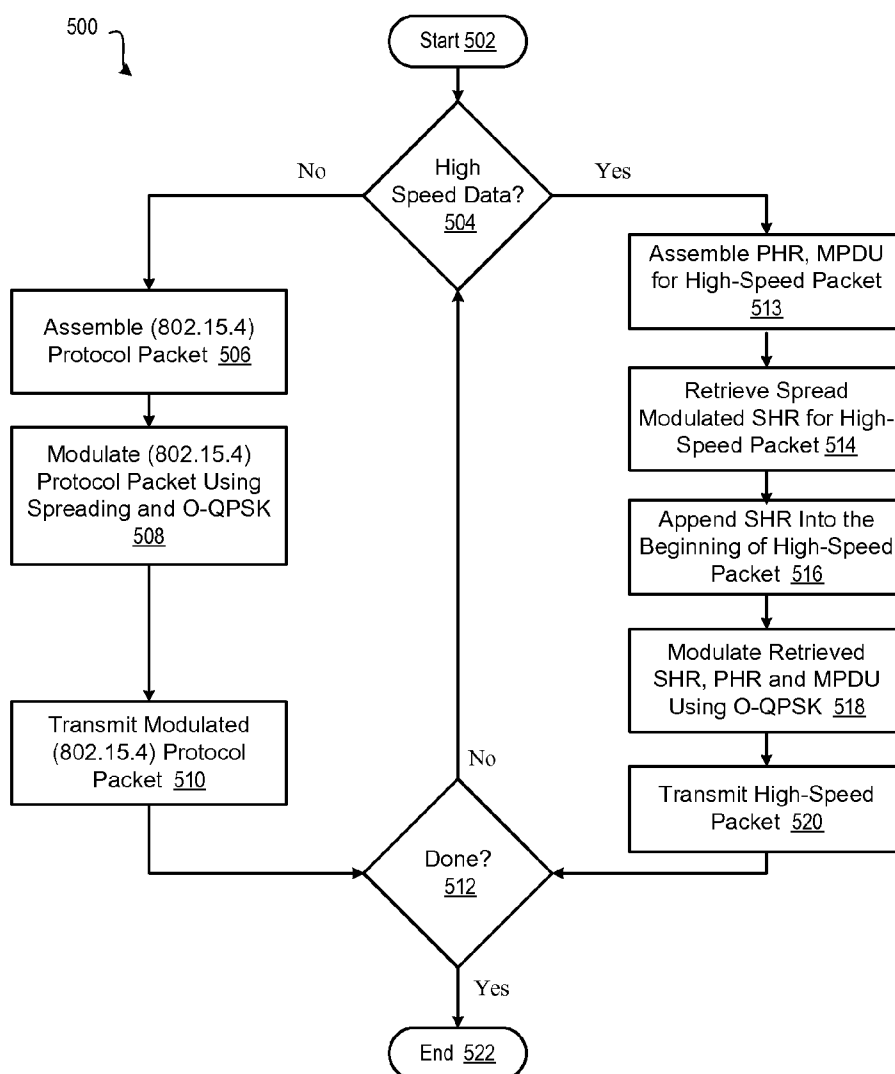 500
Start 502
High
Speed Data?
504
No
Yes
Assemble (802.15.4)
Protocol Packet 506
Modulate (802.15.4)
Protocol Packet Using
Spreading and O-QPSK
508
Transmit Modulated
(802.15.4) Protocol
Packet 510
Assemble PHR, MPDU
for High-Speed Packet
513
Retrieve Spread
Modulated SHR for High-
Speed Packet 514
Append SHR Into the
Beginning of High-Speed
Packet 516
Modulate Retrieved
SHR, PHR and MPDU
Using O-QPSK 518
Transmit High-Speed
Packet 520
No
Done?
512
Yes
End 522